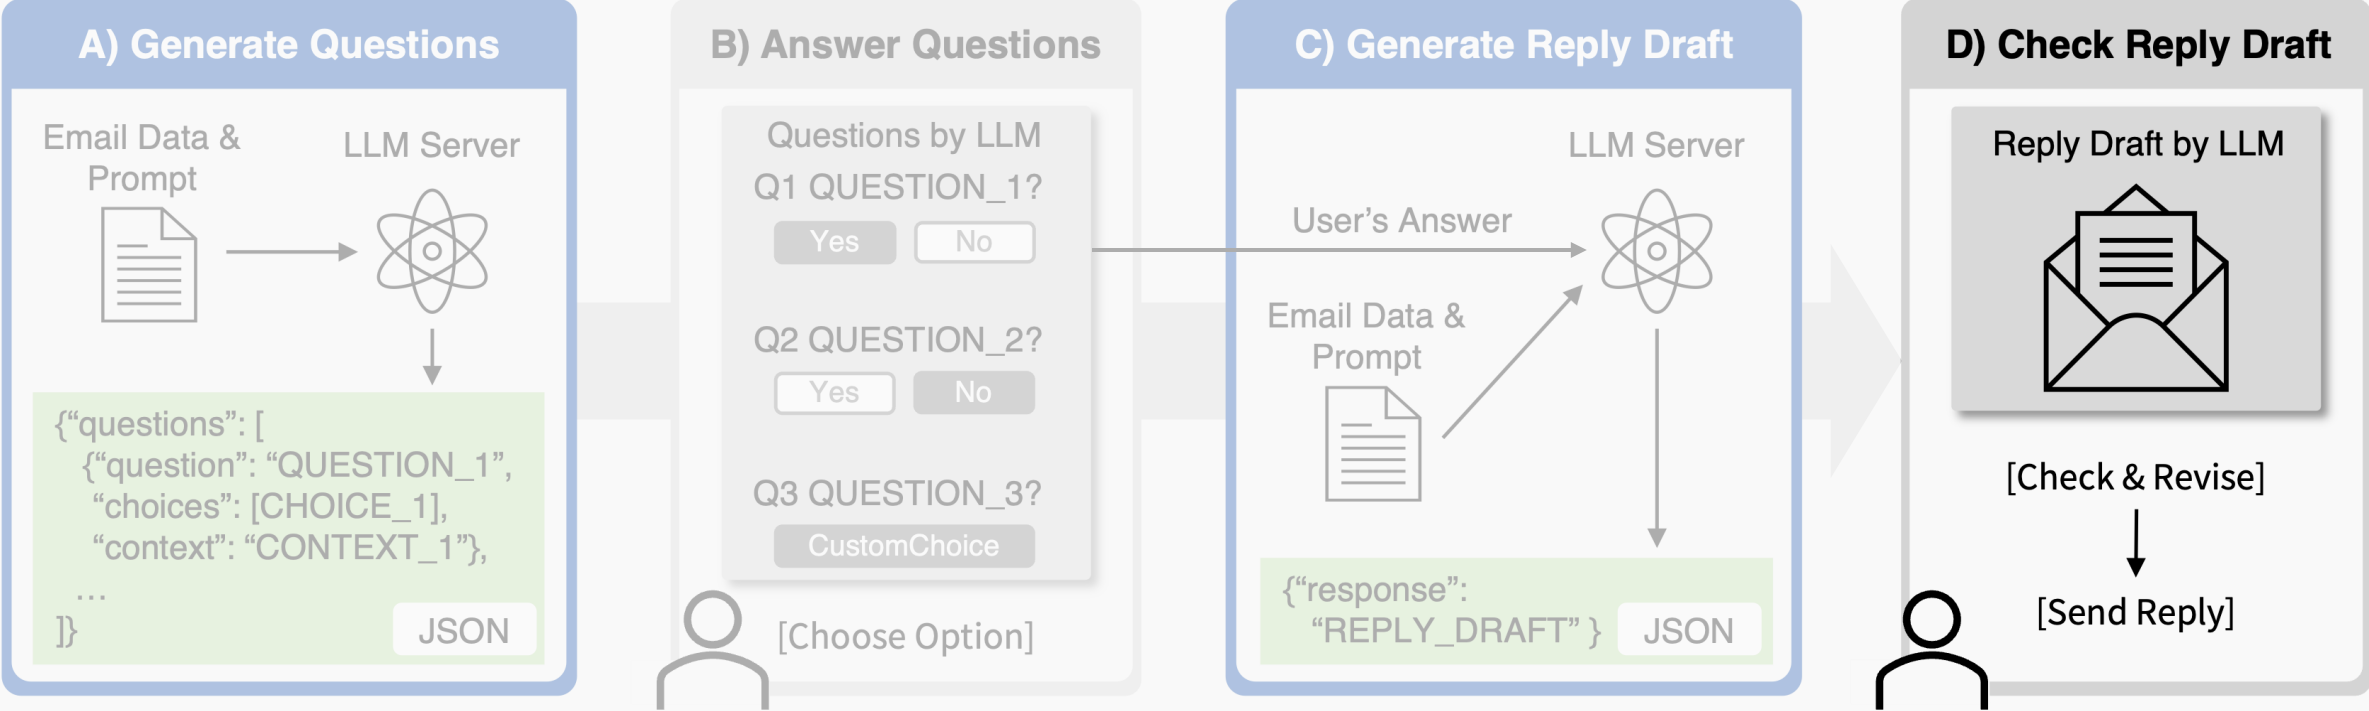 A) Generate Questions
Email Data &
Prompt
LLM Server
{“questions”: [
{“question”: “QUESTION_1”,
“choices”: [CHOICE_1],
“context”: “CONTEXT_1”},
...
]}
JSON
B) Answer Questions
Questions by LLM
Q1 QUESTION_1?
Yes No
Q2 QUESTION_2?
Yes No
Q3 QUESTION_3?
CustomChoice
[Choose Option]
C) Generate Reply Draft
LLM Server
User’s Answer
Email Data &
Prompt
{“response”:
“REPLY_DRAFT” }
JSON
D) Check Reply Draft
Reply Draft by LLM
[Check & Revise]
[Send Reply]